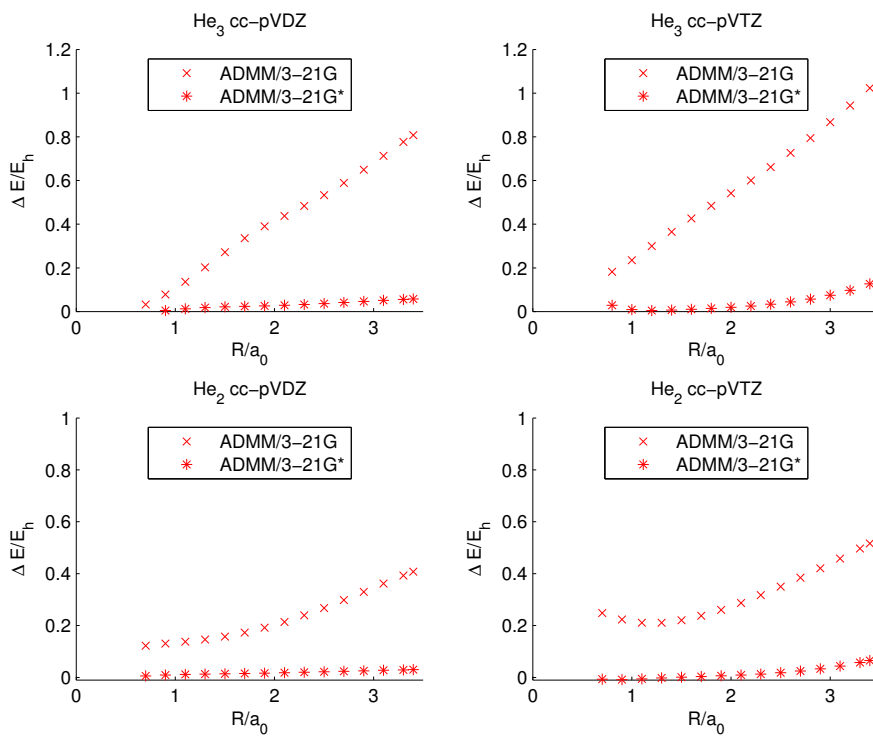 He3 cc−pVDZ
1.2
1
0.8
0.6
0.4
0.2
0
ΔE/Eh
ADMM/3−21G
ADMM/3−21G*
0 1 2 3
R/a0
He3 cc−pVTZ
1.2
1
0.8
0.6
0.4
0.2
0
ΔE/Eh
ADMM/3−21G
ADMM/3−21G*
0 1 2 3
R/a0
He2 cc−pVDZ
1
0.8
0.6
0.4
0.2
0
ΔE/Eh
ADMM/3−21G
ADMM/3−21G*
0 1 2 3
R/a0
He2 cc−pVTZ
1
0.8
0.6
0.4
0.2
0
ΔE/Eh
ADMM/3−21G
ADMM/3−21G*
0 1 2 3
R/a0